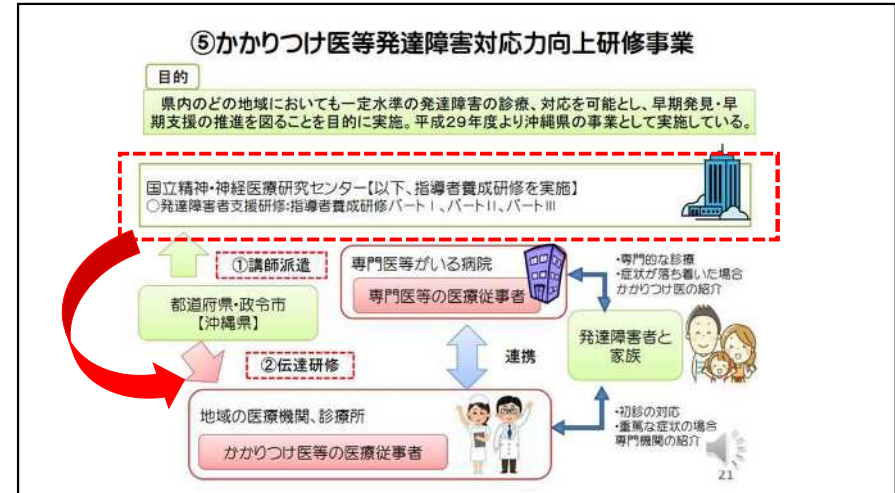 ⑤かかりつけ医等発達障害対応力向上研修事業
目的
県内のどの地域においても一定水準の発達障害の診療、対応を可能とし、早期発見・早
期支援の推進を図ることを目的に実施。平成29年度より沖縄県の事業として実施している。
国立精神・神経医療研究センター【以下、指導者養成研修を実施】
○発達障害者支援研修:指導者養成研修パートⅠ、パートⅡ、パートⅢ
①講師派遣
都道府県・政令市
【沖縄県】
②伝達研修
専門医等がいる病院
専門医等の医療従事者
・専門的な診療
・症状が落ち着いた場合
かかりつけ医の紹介
連携
発達障害者と
家族
地域の医療機関、診療所
かかりつけ医等の医療従事者
・初診の対応
・重篤な症状の場合
専門機関の紹介
21